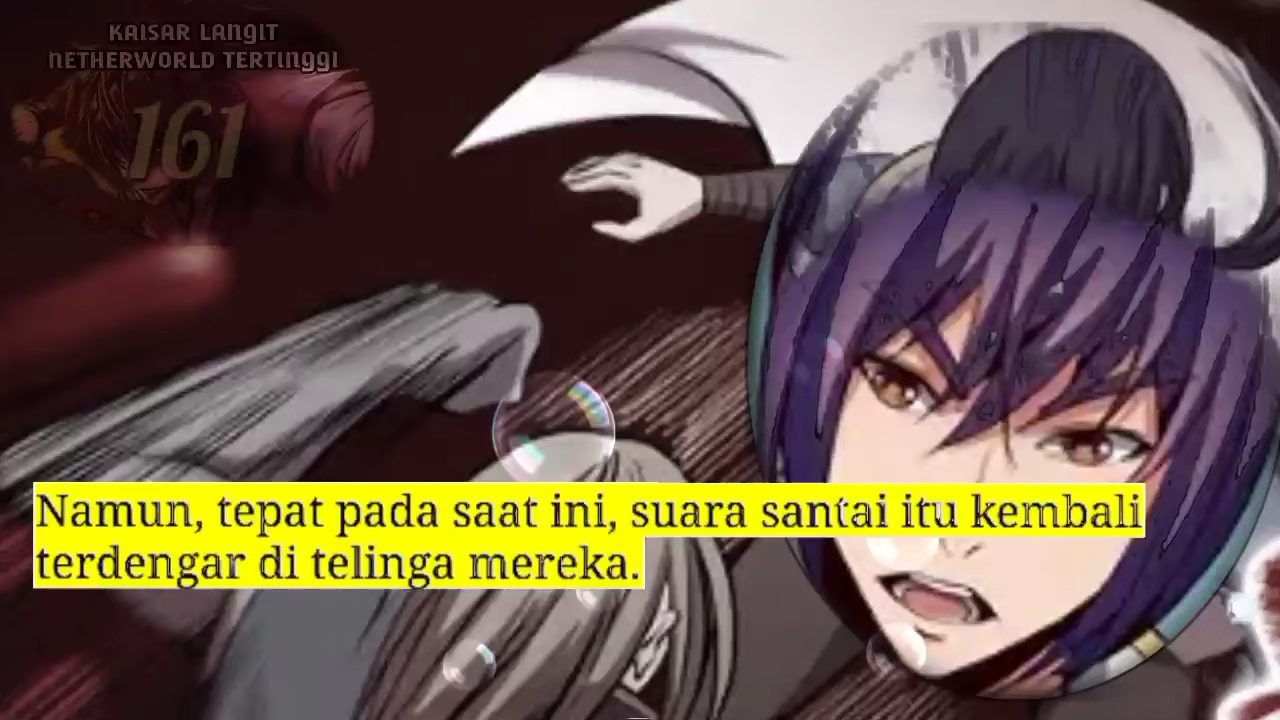 KAISAR LANGIT
NETHERWORLD TERTINGGI
161
Namun, tepat pada saat ini, suara santai itu kembali
terdengar di telinga mereka.